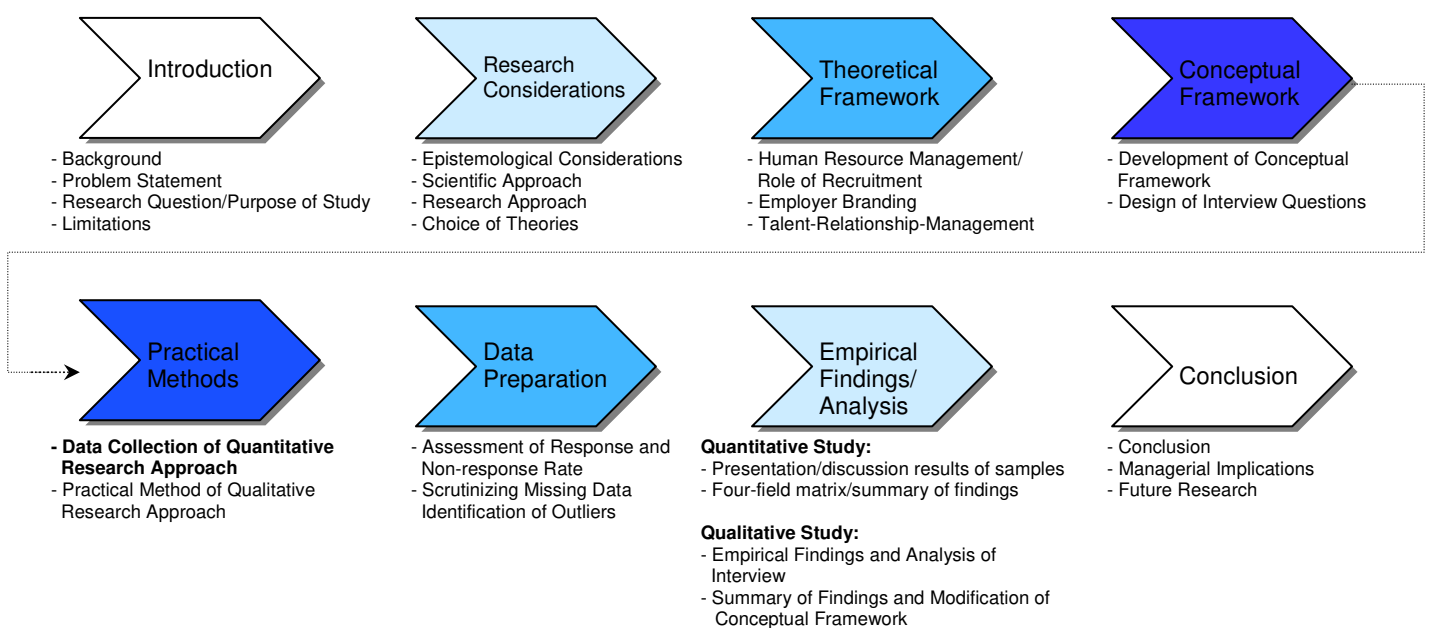 Introduction
- Background
- Problem Statement
- Research Question/Purpose of Study
- Limitations
Research
Considerations
- Epistemological Considerations
- Scientific Approach
- Research Approach
- Choice of Theories
Theoretical
Framework
- Human Resource Management/
Role of Recruitment
- Employer Branding
- Talent-Relationship-Management
Conceptual
Framework
- Development of Conceptual
Framework
- Design of Interview Questions
Practical
Methods
- Data Collection of Quantitative
Research Approach
- Practical Method of Qualitative
Research Approach
Data
Preparation
- Assessment of Response and
Non-response Rate
- Scrutinizing Missing Data
Identification of Outliers
Empirical
Findings/
Analysis
Quantitative Study:
- Presentation/discussion results of samples
- Four-field matrix/summary of findings
Qualitative Study:
- Empirical Findings and Analysis of
Interview
- Summary of Findings and Modification of
Conceptual Framework
Conclusion
- Conclusion
- Managerial Implications
- Future Research